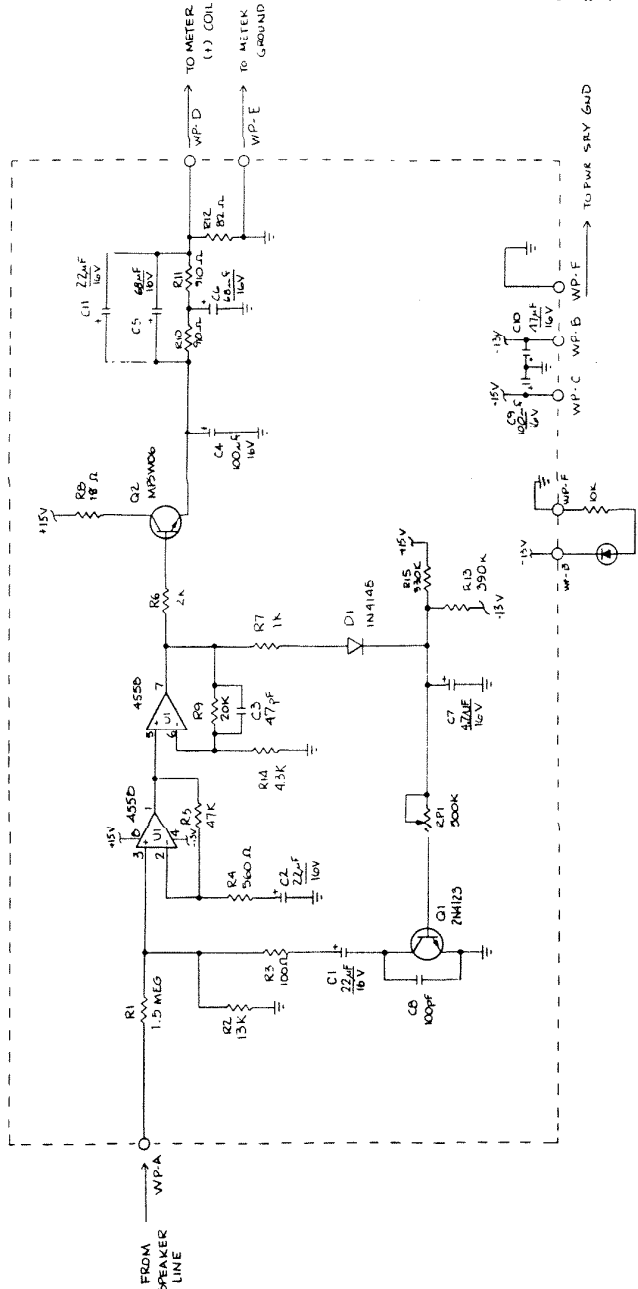 FROM
SPEAKER
LINE
WP-A
R1
1.5 MEG
R2
13K
R3
100Ω
C1
22µF
16V
C8
100pf
Q1
2N4123
+15V
3
8
4558
U1
1
2
4
-13V
R5
47K
R4
560Ω
C2
22µF
16V
5
4558
U1
7
6
R9
20K
C3
47pF
R14
4.3K
R6
2K
R7
1K
D1
1N4148
RP1
500K
C7
4.7µF
16V
R15
330K
+15V
R13
390K
-13V
+15V
R8
18Ω
Q2
MPSW06
C4
100µf
16V
C11
22µF
16V
C5
68µF
16V
R10
R11
910Ω
C6
68µf
16V
R12
82Ω
WP-D
TO METER
(+) COIL
WP-E
TO METER
GROUND
-13V
WP-B
WP-F
10K
-15V
C9
100µf
16V
WP-C
-13V
C10
47µF
16V
WP-B
WP-F
TO PWR SRY GND